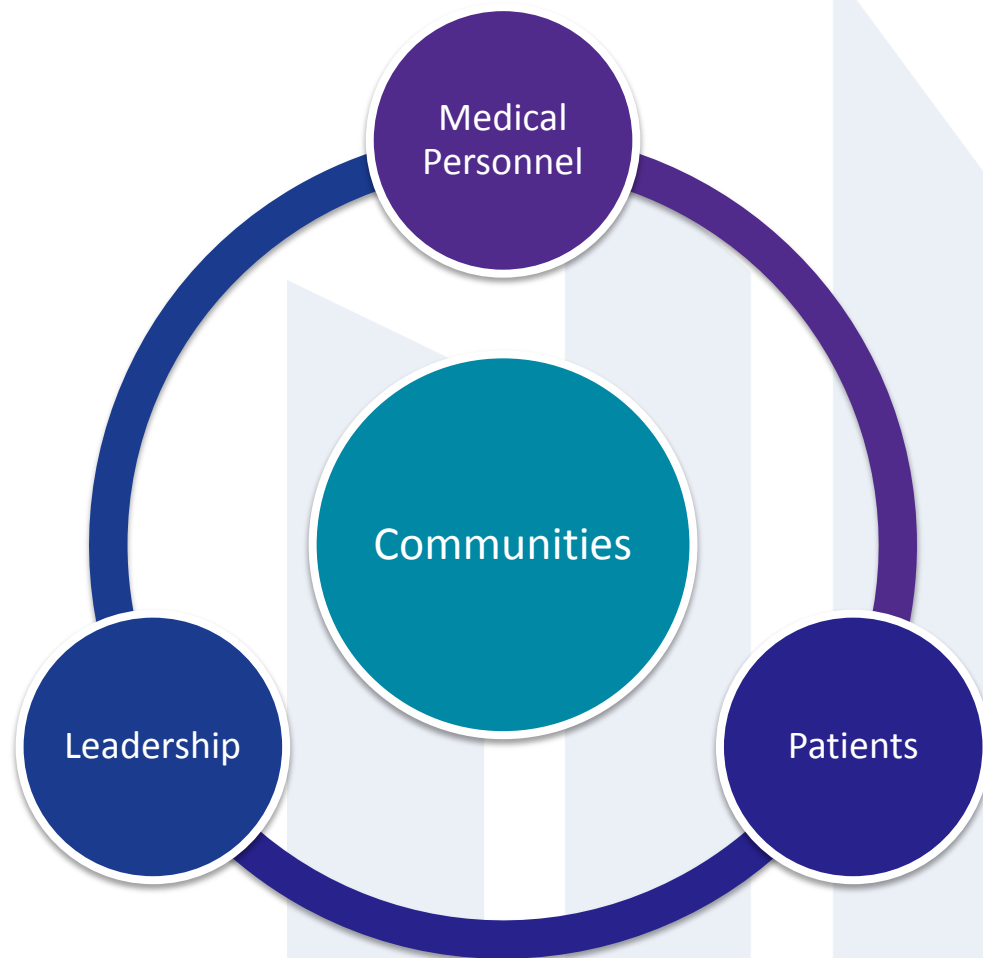 Medical
Personnel
Communities
Leadership
Patients